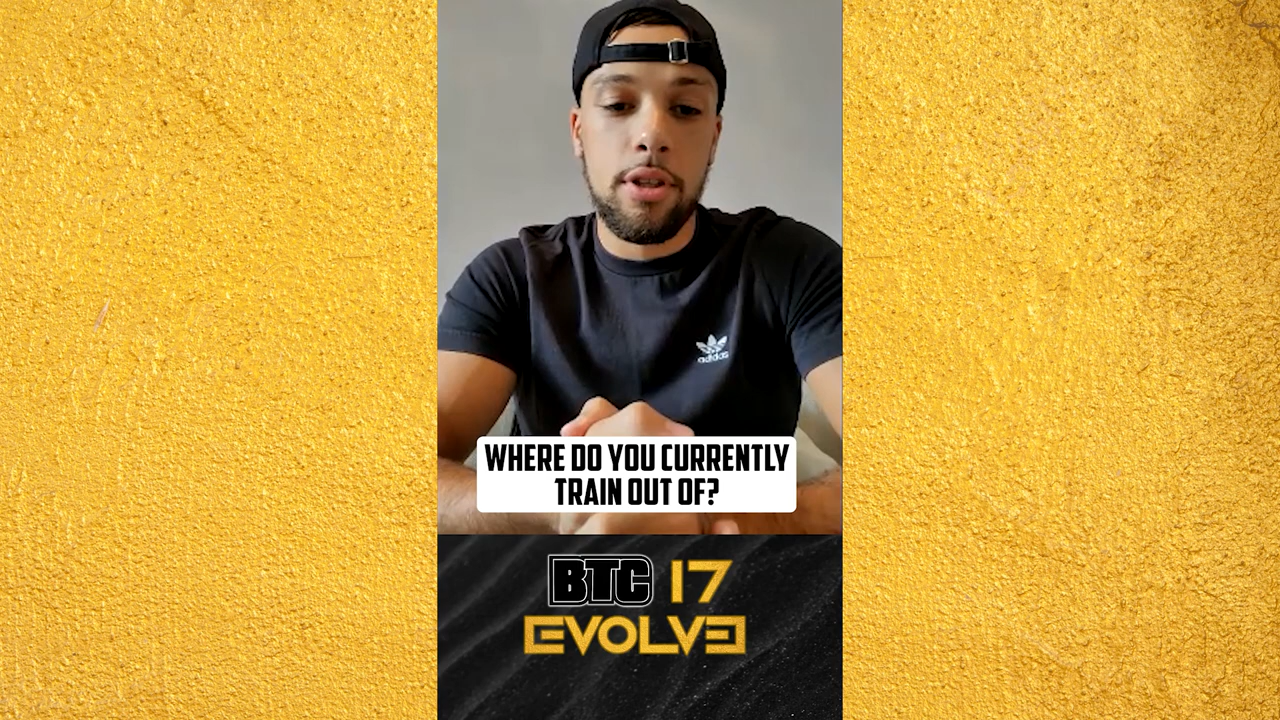 adidas
WHERE DO YOU CURRENTLY
TRAIN OUT OF?
BTC 17
EVOLVE